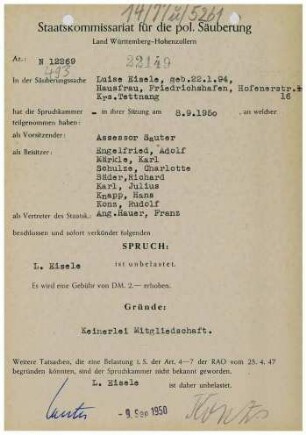 14/7/ü/5261
Staatskommissariat für die pol. Säuberung
Land Württemberg-Hohenzollern
Az.: N 12869 22149
493
In der Säuberungssache Luise Eisele, geb.22.1.94,
Hausfrau, Friedrichshafen, Hofenerstr.
Krs.Tettnang 16
hat die Spruchkammer - in ihrer Sitzung am 8.9.195o , an welcher
teilgenommen haben:
als Vorsitzender: Assessor Sauter
als Beisitzer: Engelfried, Adolf
Märkle, Karl
Schulze, Charlotte
Bäder,Richard
Karl, Julius
Knapp, Hans
Konz, Rudolf
als Vertreter des Staatsk.: Ang.Hauer, Franz
beschlossen und sofort verkündet folgenden
SPRUCH:
L. Eisele ist unbelastet.
Es wird eine Gebühr von DM. 2.— erhoben.
Gründe:
Keinerlei Mitgliedschaft.
Weitere Tatsachen, die eine Belastung i. S. der Art. 4—7 der RAO vom 25. 4. 47
begründen könnten, sind der Spruchkammer nicht bekannt geworden.
L. Eisele ist daher unbelastet.
Sauter - 9. Sep. 1950 Konz